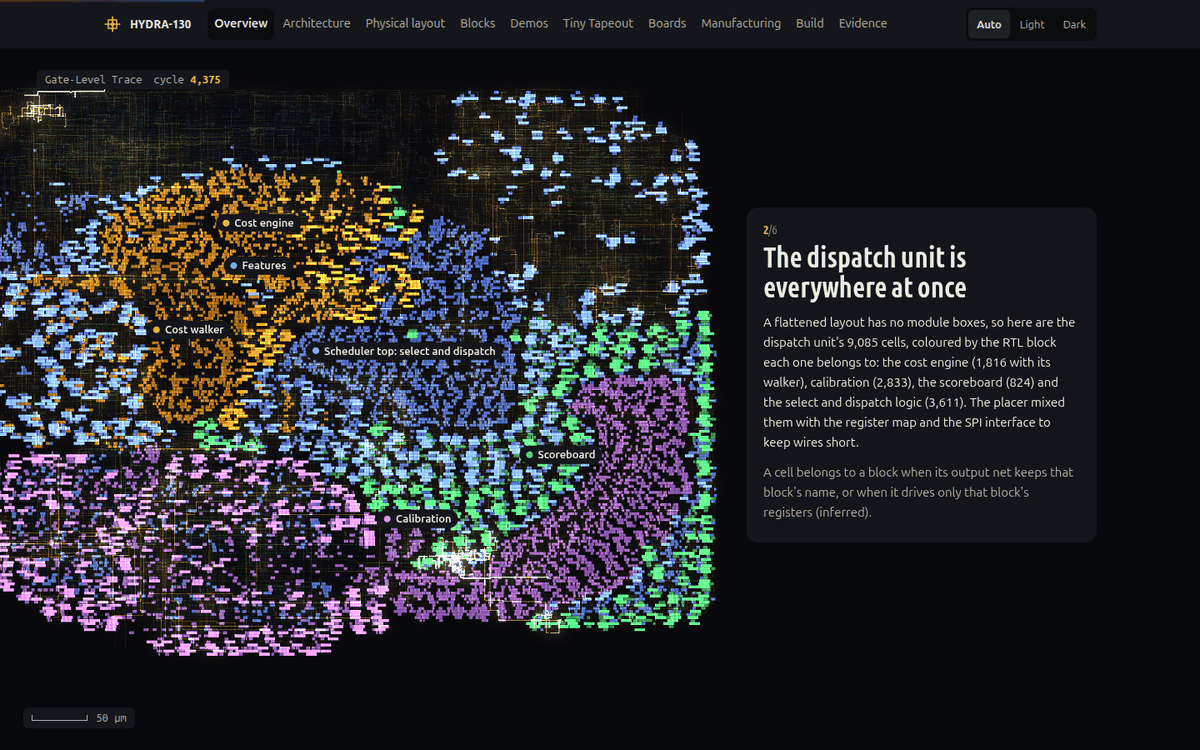 HYDRA-130 Overview Architecture Physical layout Blocks Demos Tiny Tapeout Boards Manufacturing Build Evidence Auto Light Dark
Gate-Level Trace cycle 4,375
Cost engine
Features
Cost walker
Scheduler top: select and dispatch
Scoreboard
Calibration
50 µm
2/6
The dispatch unit is
everywhere at once
A flattened layout has no module boxes, so here are the
dispatch unit's 9,085 cells, coloured by the RTL block
each one belongs to: the cost engine (1,816 with its
walker), calibration (2,833), the scoreboard (824) and
the select and dispatch logic (3,611). The placer mixed
them with the register map and the SPI interface to
keep wires short.
A cell belongs to a block when its output net keeps that
block's name, or when it drives only that block's
registers (inferred).